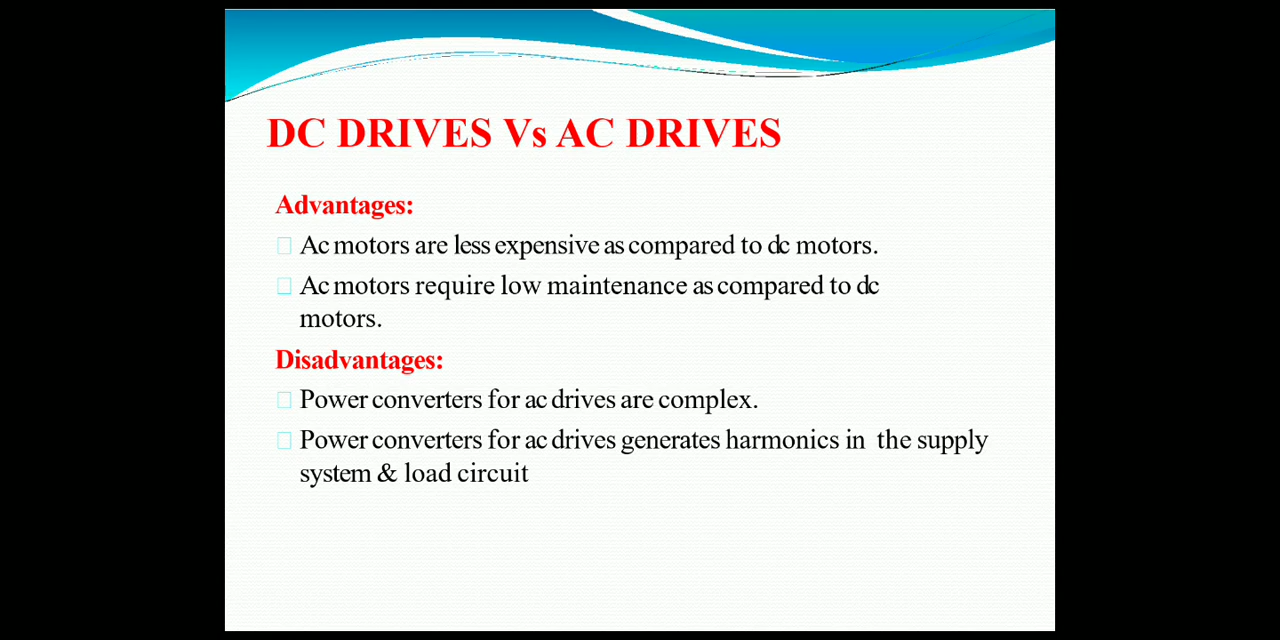 DC DRIVES Vs AC DRIVES
Advantages:
Ac motors are less expensive as compared to dc motors.
Ac motors require low maintenance as compared to dc
motors.
Disadvantages:
Power converters for ac drives are complex.
Power converters for ac drives generates harmonics in the supply
system & load circuit